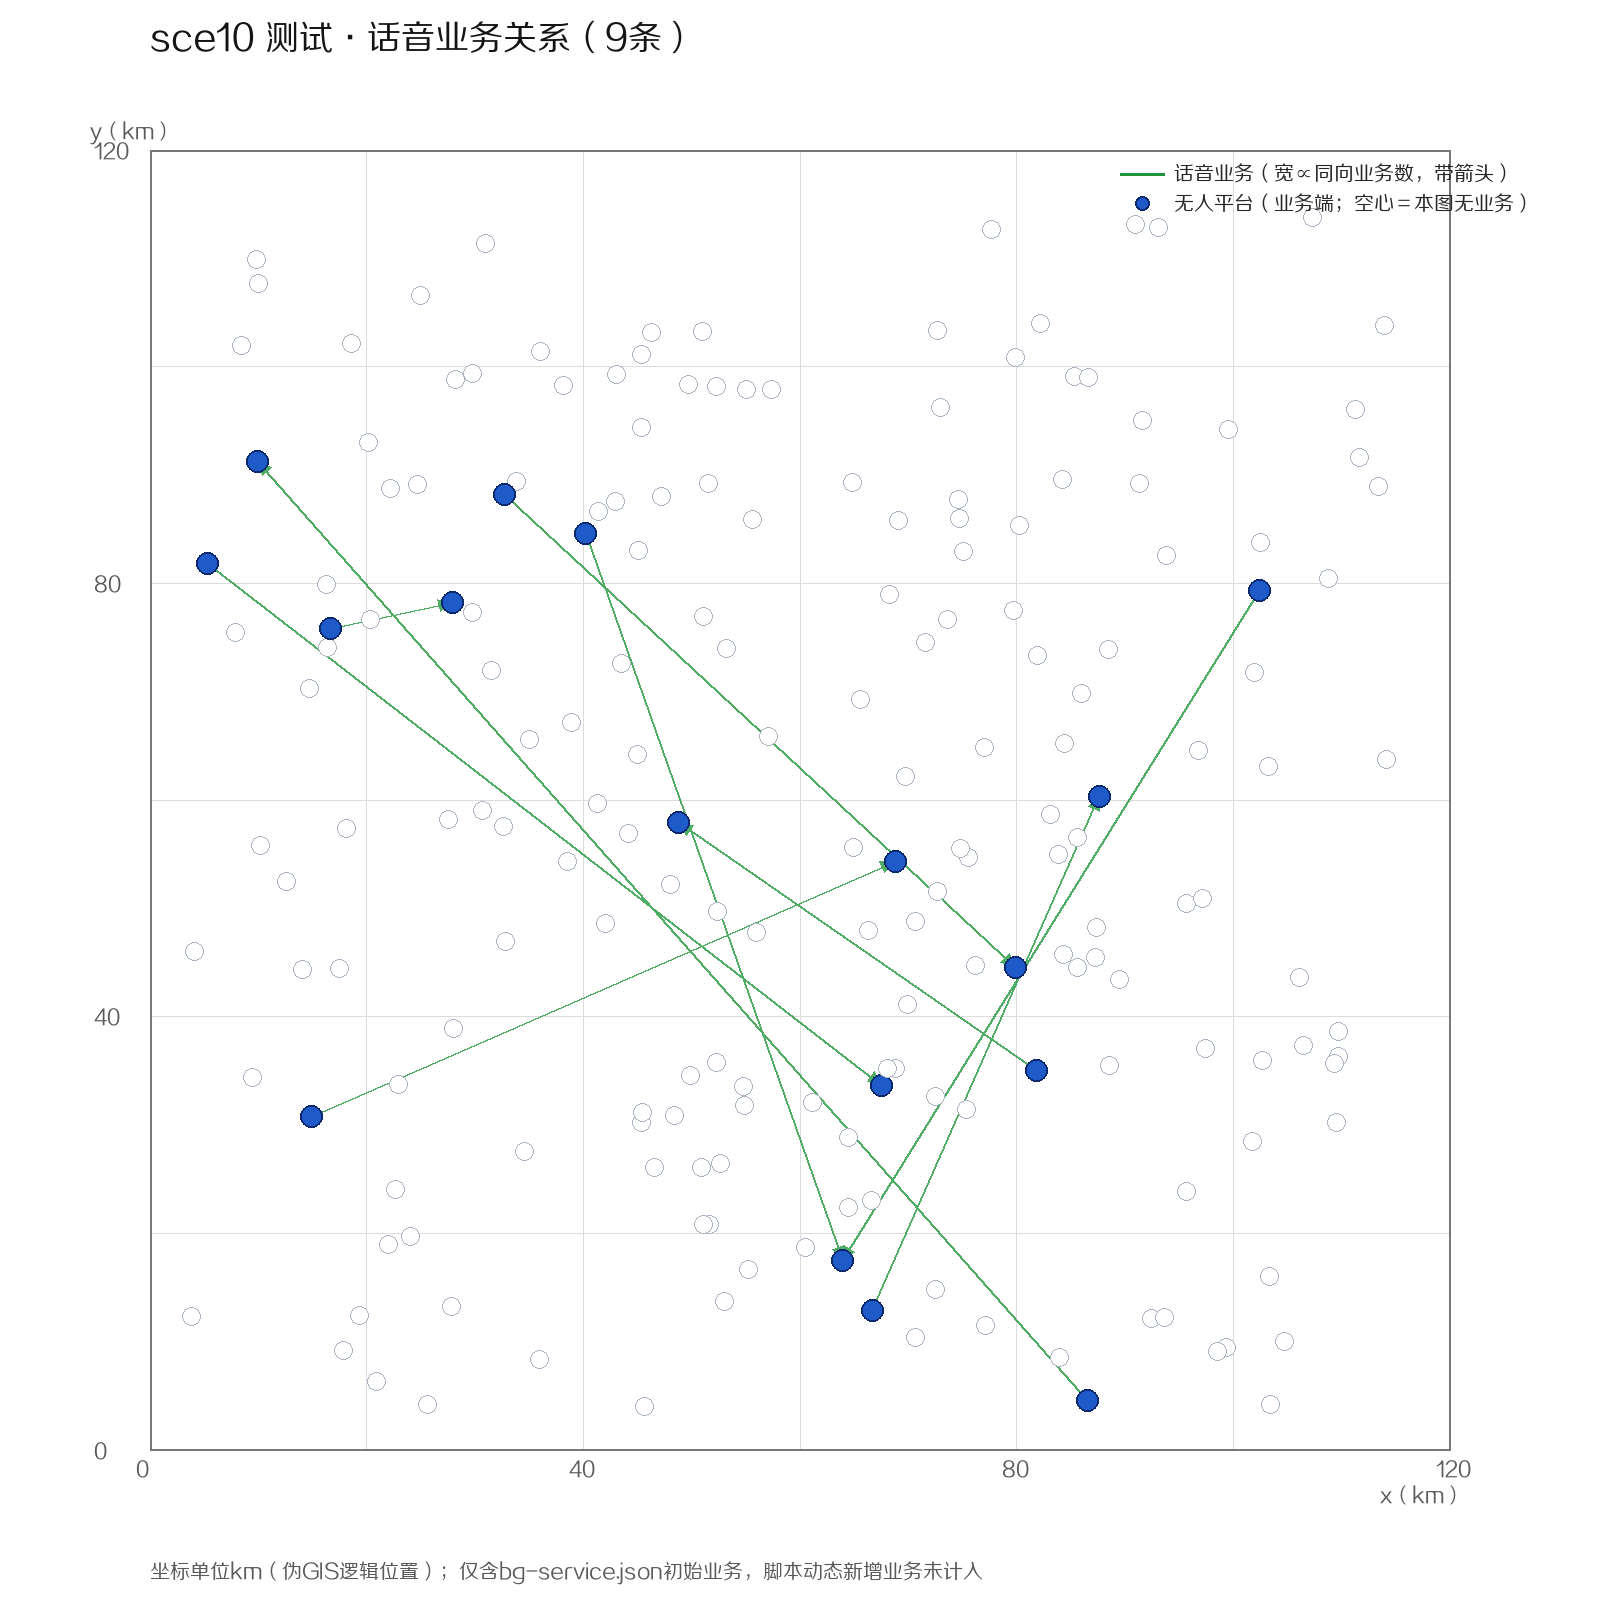 sce10 测试·话音业务关系（9条）
y（km）
120
话音业务（宽∝同向业务数，带箭头）
无人平台（业务端；空心＝本图无业务）
80
40
0
0 40 80 120
x（km）
坐标单位km（伪GIS逻辑位置）；仅含bg-service.json初始业务，脚本动态新增业务未计入